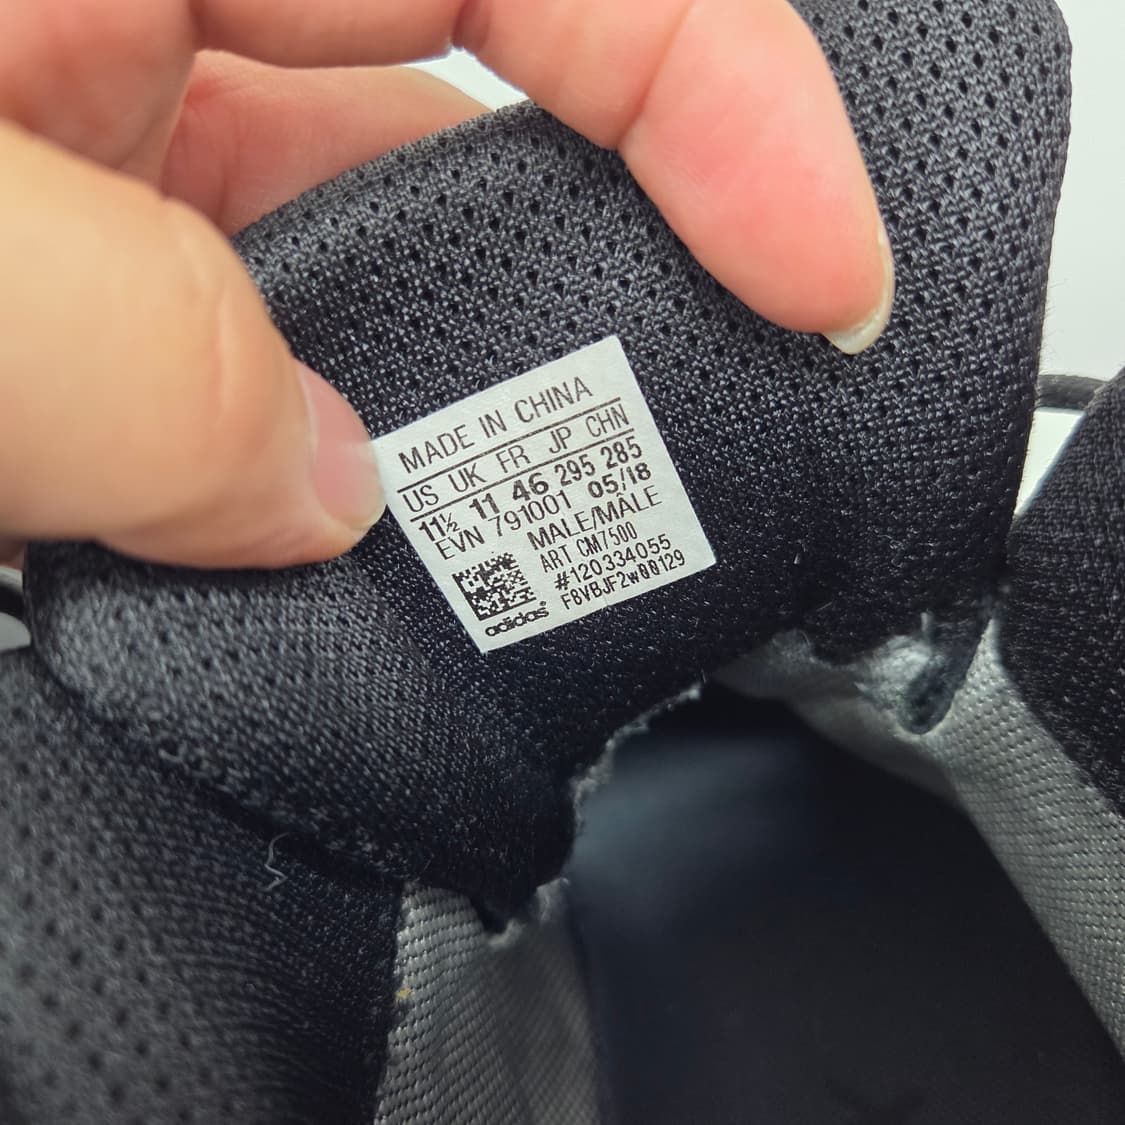 MADE IN CHINA
US UK FR JP CHN
11½ 11 46 295 285
EVN 791001 05/18
MALE/MÂLE
ART CM7500
#120334055
F8VBJF2W00129
adidas®